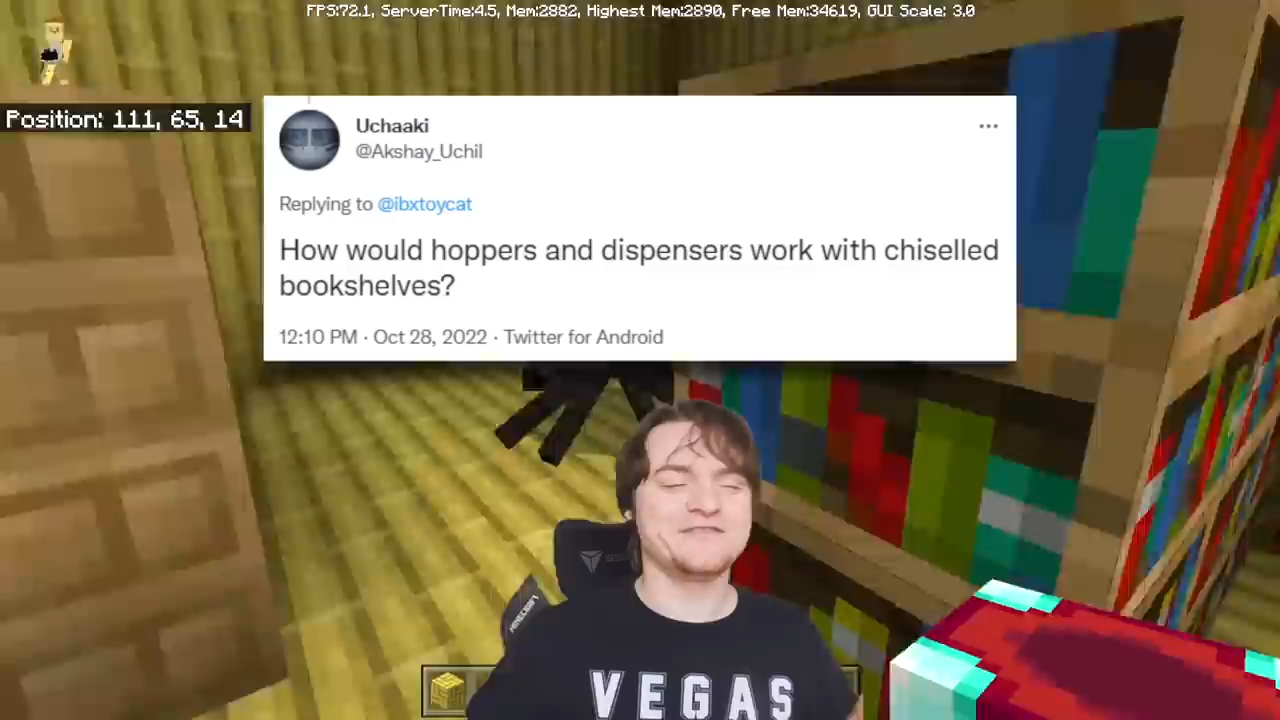 FPS:72.1, ServerTime:4.5, Mem:2882, Highest Mem:2890, Free Mem:34619, GUI Scale: 3.0
Position: 111, 65, 14
Uchaaki
@Akshay_Uchil
Replying to @ibxtoycat
How would hoppers and dispensers work with chiselled
bookshelves?
12:10 PM · Oct 28, 2022 · Twitter for Android
MINECRAFT
VEGAS